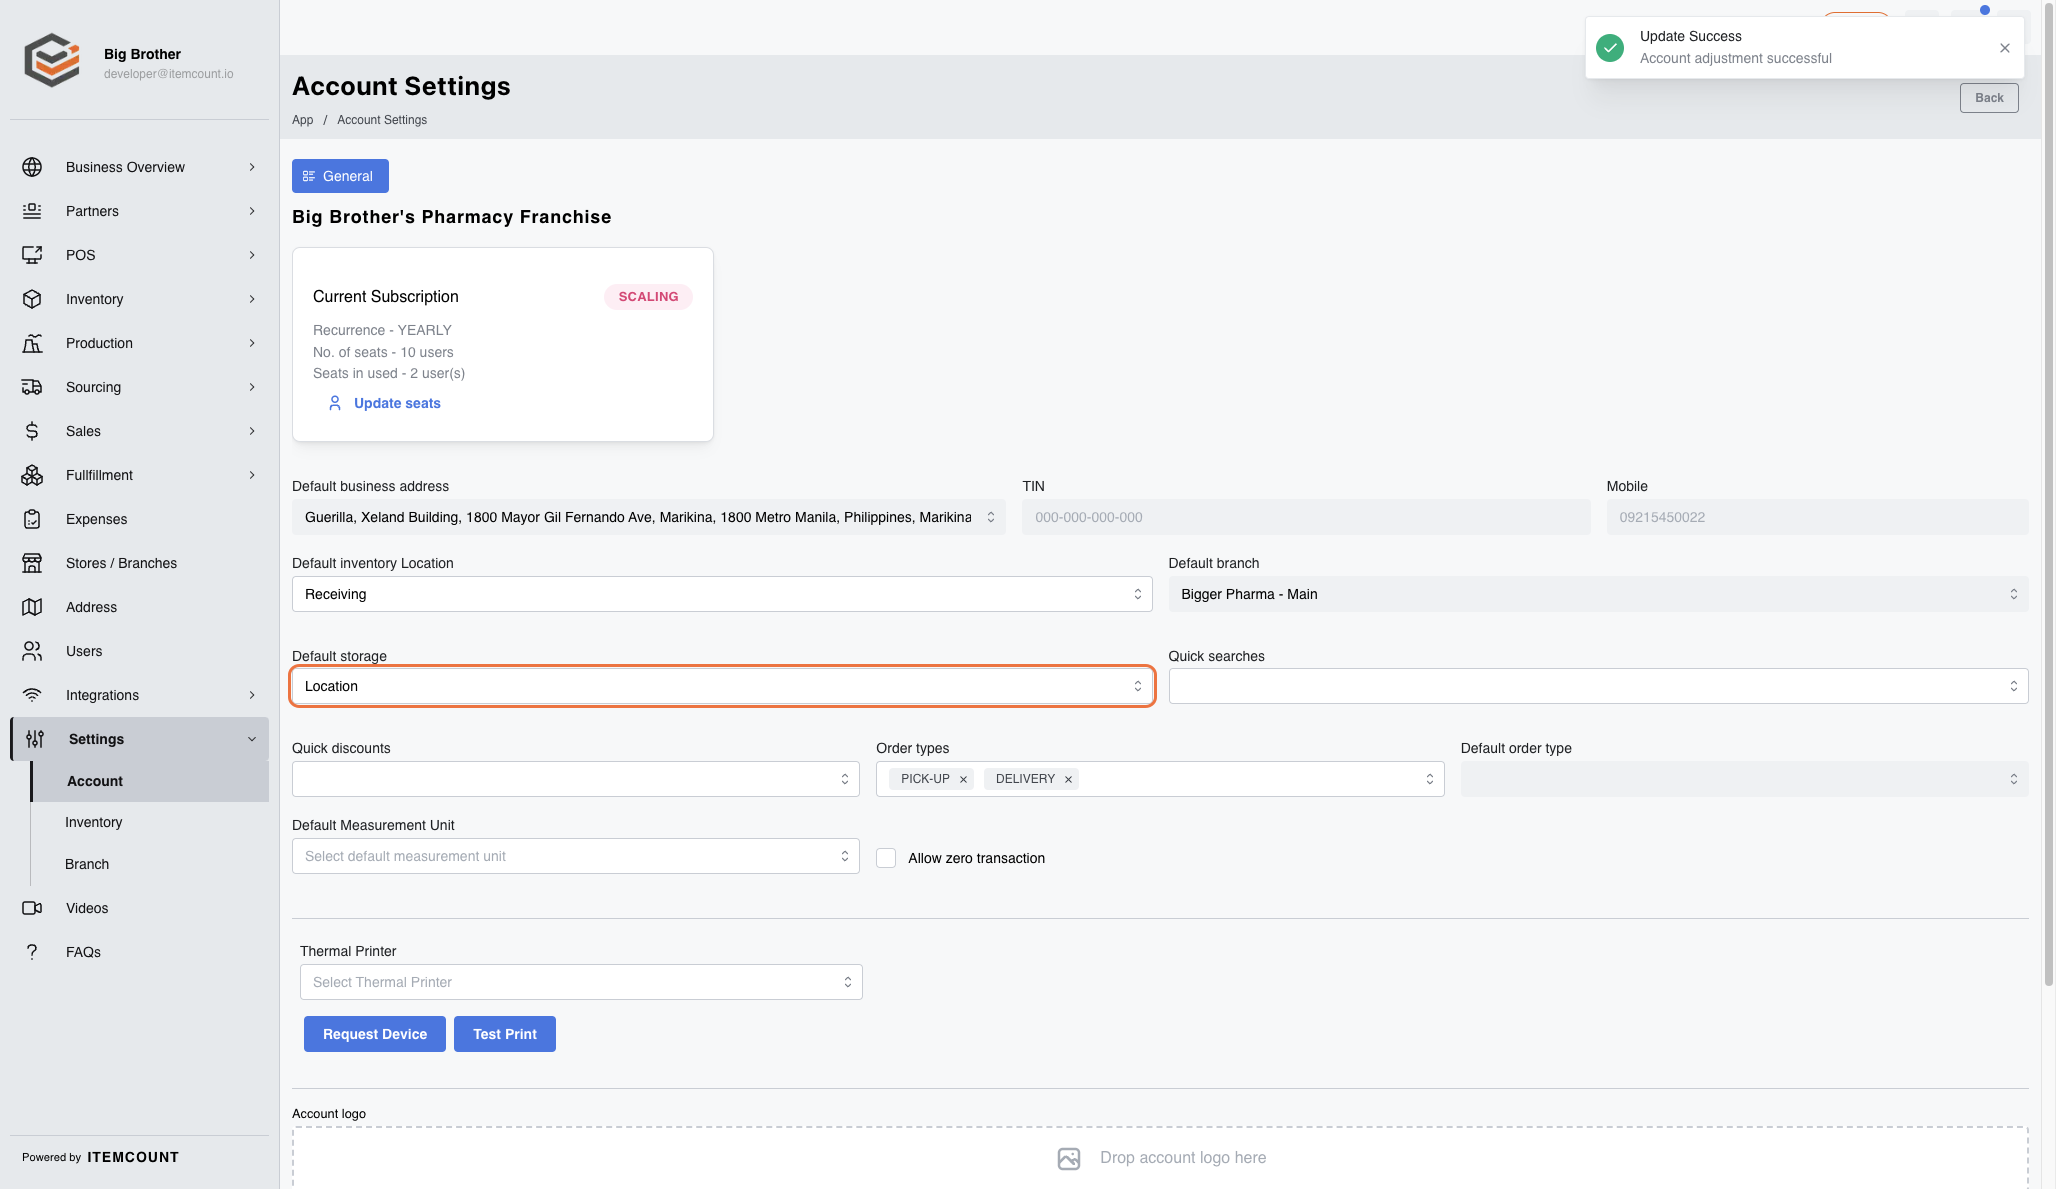 Big Brother
developer@itemcount.io
Business Overview
Partners
POS
Inventory
Production
Sourcing
Sales
Fullfillment
Expenses
Stores / Branches
Address
Users
Integrations
Settings
Account
Inventory
Branch
Videos
FAQs
Powered by ITEMCOUNT
Update Success
Account adjustment successful
Account Settings
App / Account Settings
Back
General
Big Brother's Pharmacy Franchise
Current Subscription SCALING
Recurrence - YEARLY
No. of seats - 10 users
Seats in used - 2 user(s)
Update seats
Default business address TIN Mobile
Guerilla, Xeland Building, 1800 Mayor Gil Fernando Ave, Marikina, 1800 Metro Manila, Philippines, Marikina 000-000-000-000 09215450022
Default inventory Location Default branch
Receiving Bigger Pharma - Main
Default storage Quick searches
Location
Quick discounts Order types Default order type
PICK-UP DELIVERY
Default Measurement Unit
Select default measurement unit Allow zero transaction
Thermal Printer
Select Thermal Printer
Request Device Test Print
Account logo
Drop account logo here